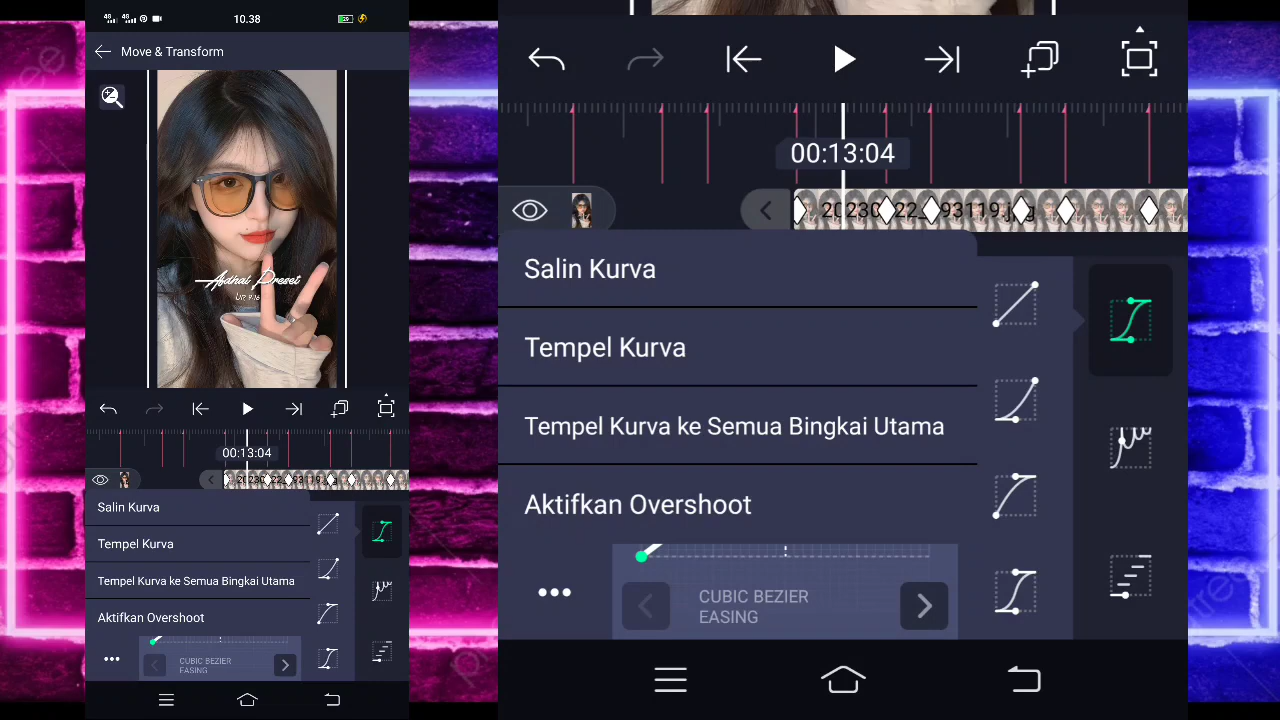 10.38
Move & Transform
Adhal Preset
00:13:04
Salin Kurva
Tempel Kurva
Tempel Kurva ke Semua Bingkai Utama
Aktifkan Overshoot
CUBIC BEZIER
EASING
00:13:04
Salin Kurva
Tempel Kurva
Tempel Kurva ke Semua Bingkai Utama
Aktifkan Overshoot
CUBIC BEZIER
EASING